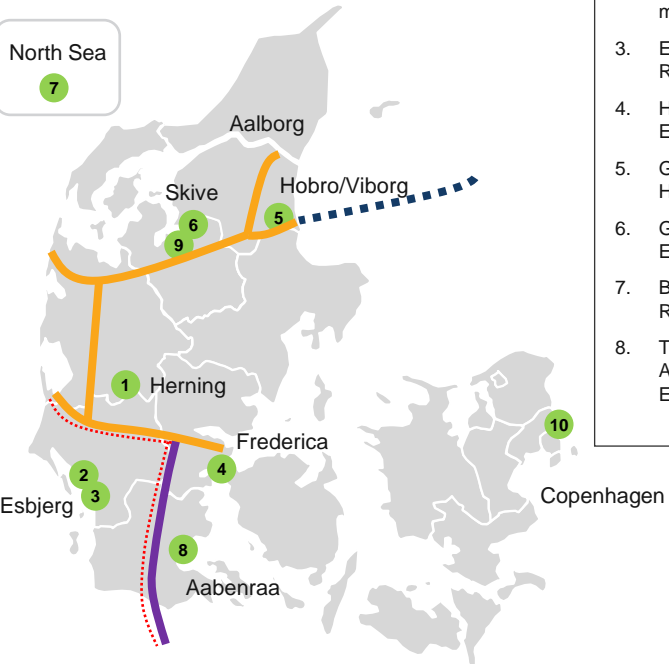 North Sea
7
Aalborg
Skive
Hobro/Viborg
6
5
9
1 Herning
10
Frederica
4
2
3
Esbjerg
Copenhagen
8
Aabenraa
m
3. E
R
4. H
E
5. G
H
6. G
E
7. B
R
8. T
A
E